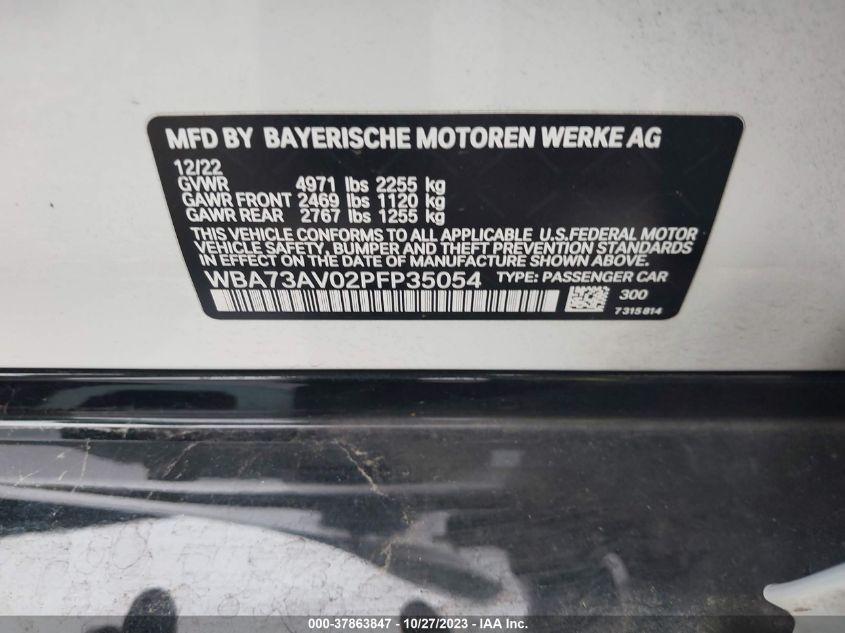 MFD BY BAYERISCHE MOTOREN WERKE AG
12/22
GVWR 4971 lbs 2255 kg
GAWR FRONT 2469 lbs 1120 kg
GAWR REAR 2767 lbs 1255 kg
THIS VEHICLE CONFORMS TO ALL APPLICABLE U.S.FEDERAL MOTOR
VEHICLE SAFETY, BUMPER AND THEFT PREVENTION STANDARDS
IN EFFECT ON THE DATE OF MANUFACTURE SHOWN ABOVE.
WBA73AV02PFP35054 TYPE: PASSENGER CAR
300
7315814
000-37863847 | 10/27/2023 - IAA Inc.